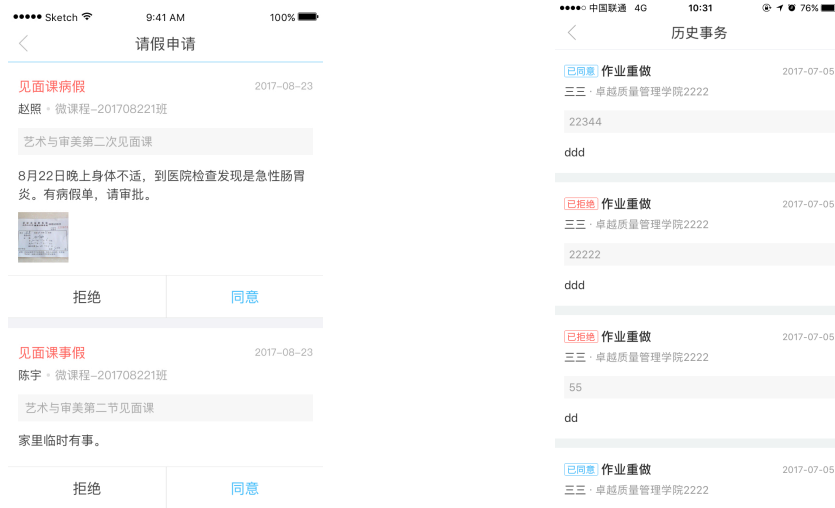 Sketch 9:41 AM 100%
请假申请
见面课病假 2017-08-23
赵照 · 微课程-201708221班
艺术与审美第二次见面课
8月22日晚上身体不适，到医院检查发现是急性肠胃
炎。有病假单，请审批。
拒绝 同意
见面课事假 2017-08-23
陈宇 · 微课程-201708221班
艺术与审美第二节见面课
家里临时有事。
拒绝 同意
中国联通 4G 10:31 76%
历史事务
已同意 作业重做 2017-07-05
三三 · 卓越质量管理学院2222
22344
ddd
已拒绝 作业重做 2017-07-05
三三 · 卓越质量管理学院2222
22222
ddd
已拒绝 作业重做 2017-07-05
三三 · 卓越质量管理学院2222
55
dd
已同意 作业重做 2017-07-05
三三 · 卓越质量管理学院2222